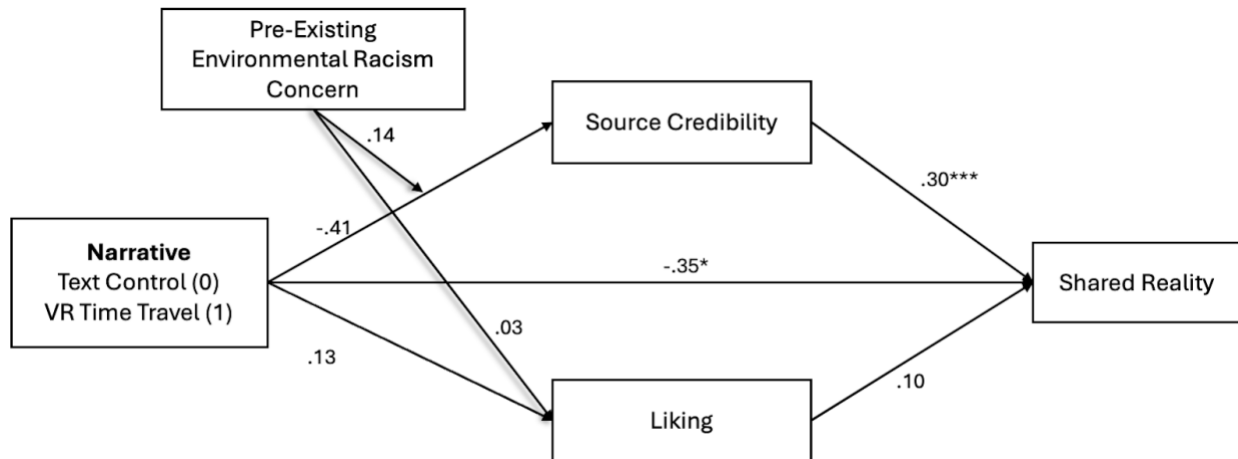 Pre-Existing
Environmental Racism
Concern
.14
Source Credibility
.30***
-.41
Narrative
Text Control (0)
VR Time Travel (1)
-.35*
Shared Reality
.03
.13
.10
Liking